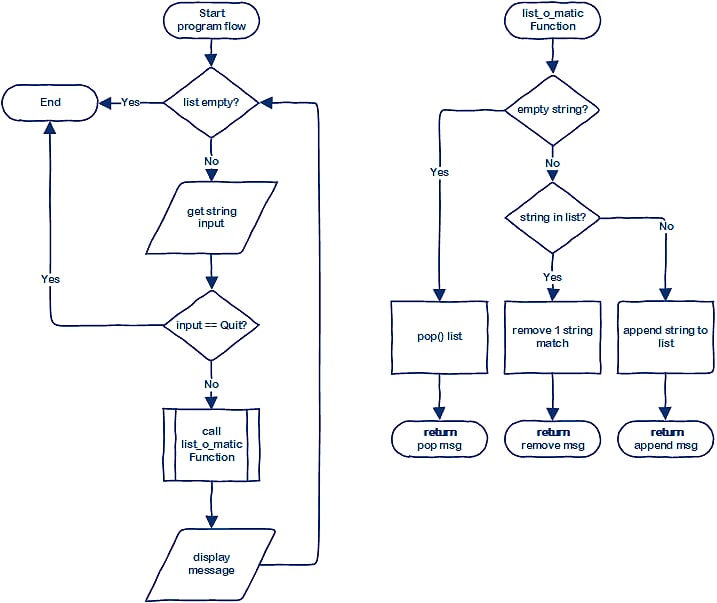 Start
program flow
list empty?
Yes
End
No
get string
input
Yes
input == Quit?
No
call
list_o_matic
Function
display
message
list_o_matic
Function
empty string?
Yes
No
string in list?
No
Yes
pop() list
remove 1 string
match
append string to
list
return
pop msg
return
remove msg
return
append msg